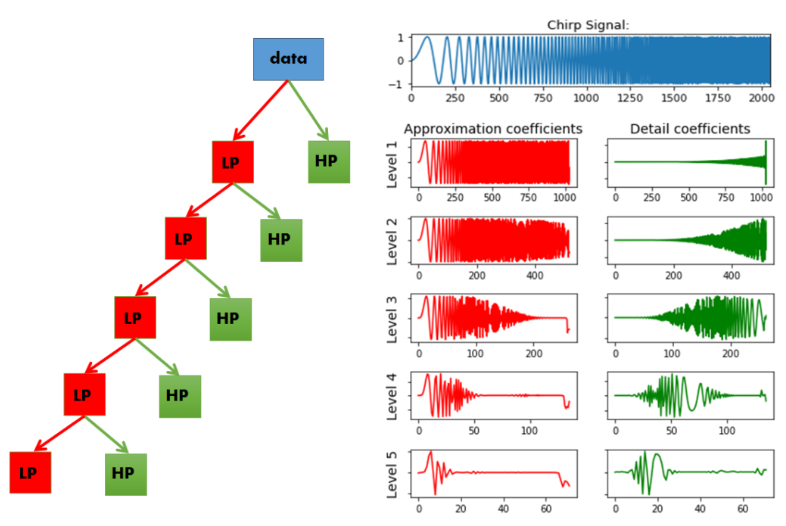 data
LP
HP
LP
HP
LP
HP
LP
HP
LP
HP
Chirp Signal:
1
0
−1
0 250 500 750 1000 1250 1500 1750 2000
Approximation coefficients
Detail coefficients
Level 1
0 250 500 750 1000
0 250 500 750 1000
Level 2
0 200 400
0 200 400
Level 3
0 100 200
0 100 200
Level 4
0 50 100
0 50 100
Level 5
0 20 40 60
0 20 40 60